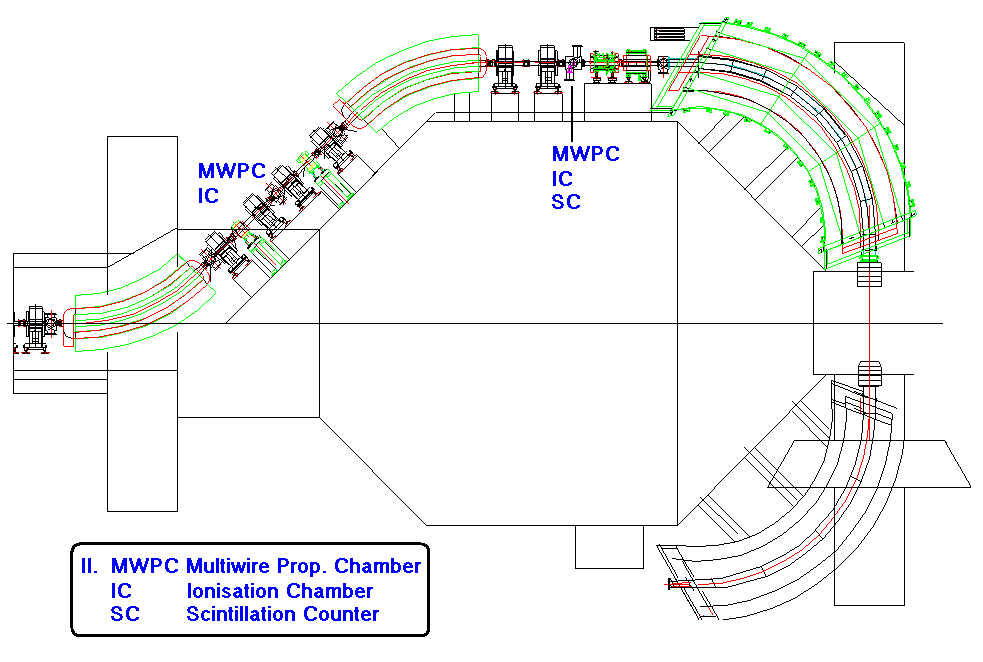 MWPC
IC
MWPC
IC
SC
II. MWPC Multiwire Prop. Chamber
IC Ionisation Chamber
SC Scintillation Counter